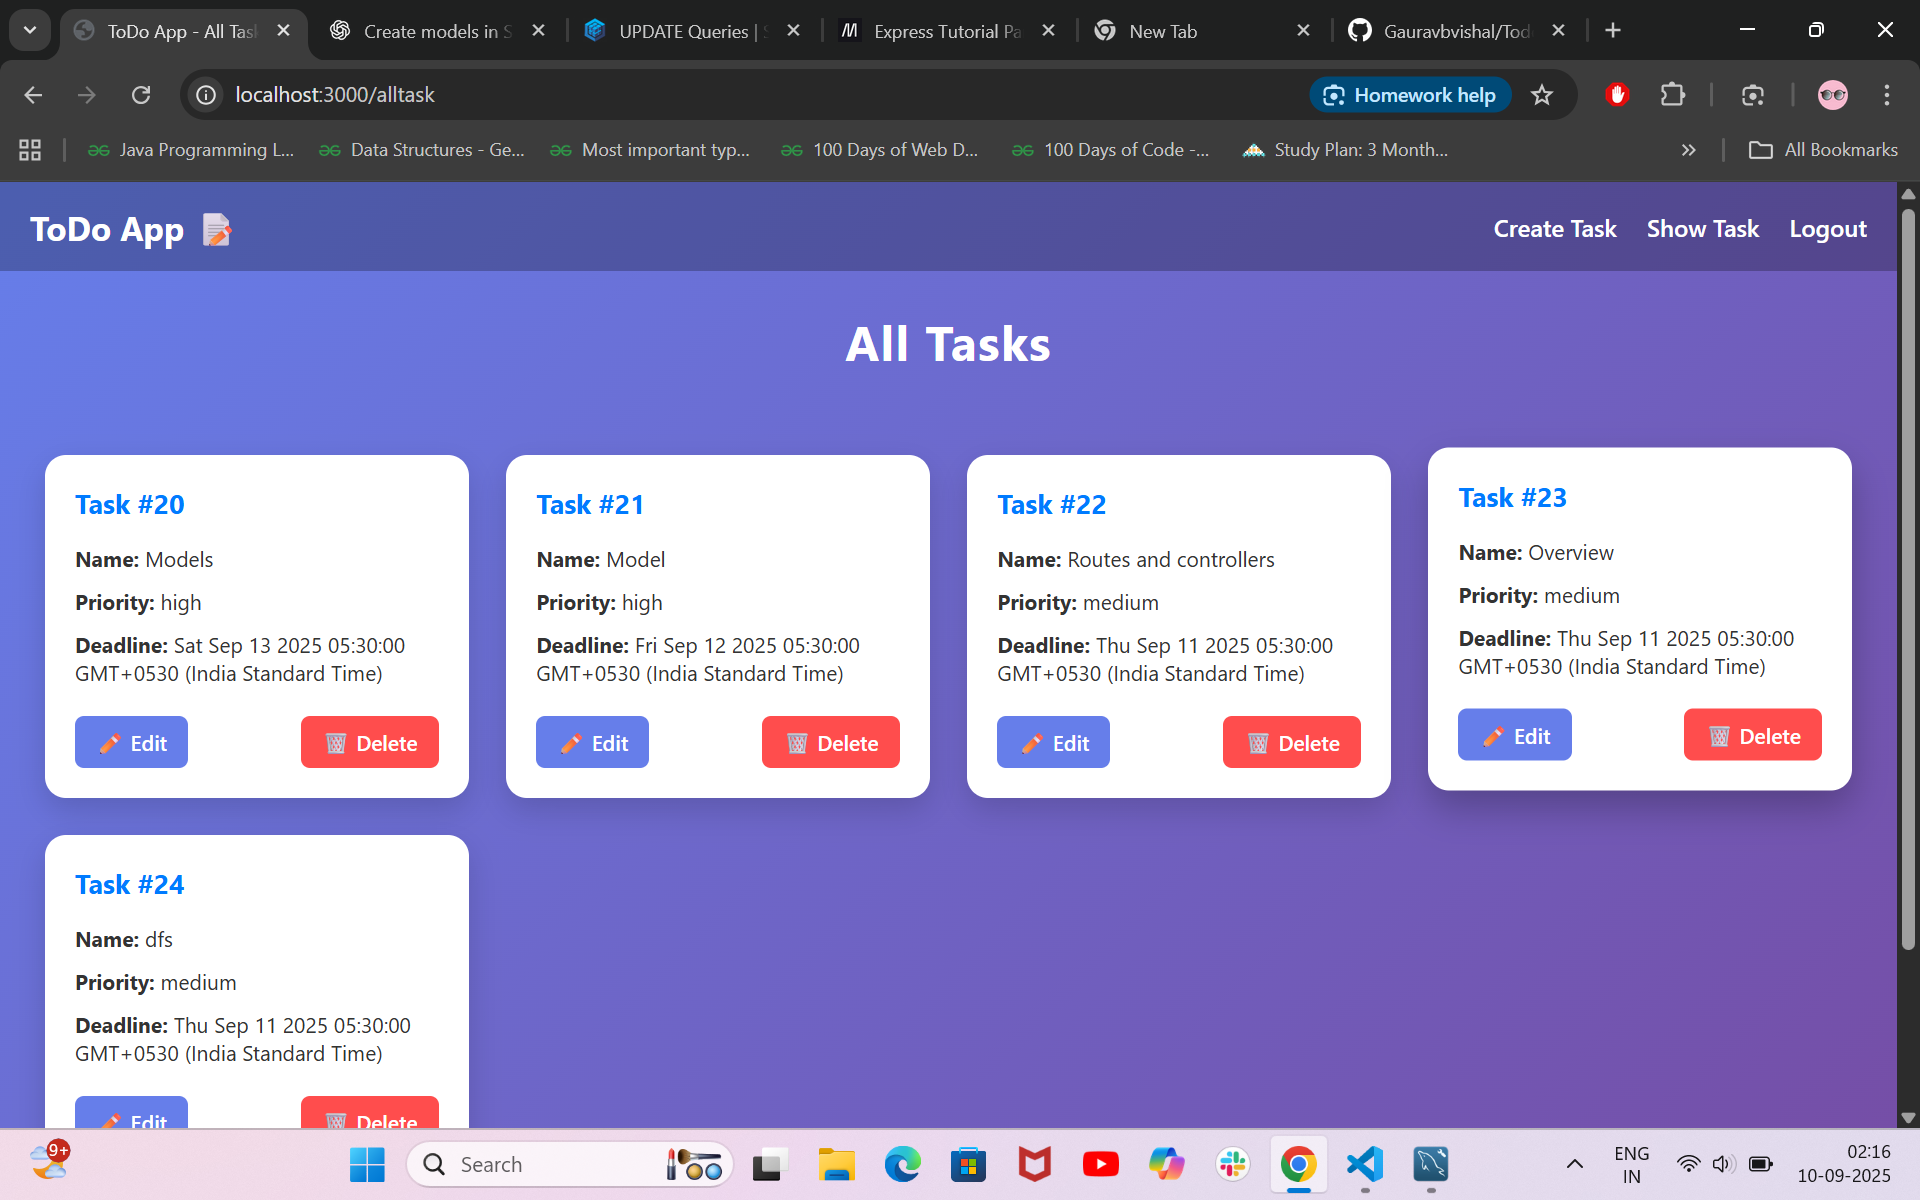 ToDo App - All Tas
Create models in S
UPDATE Queries | S
Express Tutorial Pa
New Tab
Gauravbvishal/Tod
localhost:3000/alltask
Homework help
Java Programming L...
Data Structures - Ge...
Most important typ...
100 Days of Web D...
100 Days of Code -...
Study Plan: 3 Month...
All Bookmarks
ToDo App
Create Task
Show Task
Logout
All Tasks
Task #20
Name: Models
Priority: high
Deadline: Sat Sep 13 2025 05:30:00
GMT+0530 (India Standard Time)
Edit
Delete
Task #21
Name: Model
Priority: high
Deadline: Fri Sep 12 2025 05:30:00
GMT+0530 (India Standard Time)
Edit
Delete
Task #22
Name: Routes and controllers
Priority: medium
Deadline: Thu Sep 11 2025 05:30:00
GMT+0530 (India Standard Time)
Edit
Delete
Task #23
Name: Overview
Priority: medium
Deadline: Thu Sep 11 2025 05:30:00
GMT+0530 (India Standard Time)
Edit
Delete
Task #24
Name: dfs
Priority: medium
Deadline: Thu Sep 11 2025 05:30:00
GMT+0530 (India Standard Time)
Edit
Delete
9+
Search
ENG
IN
02:16
10-09-2025